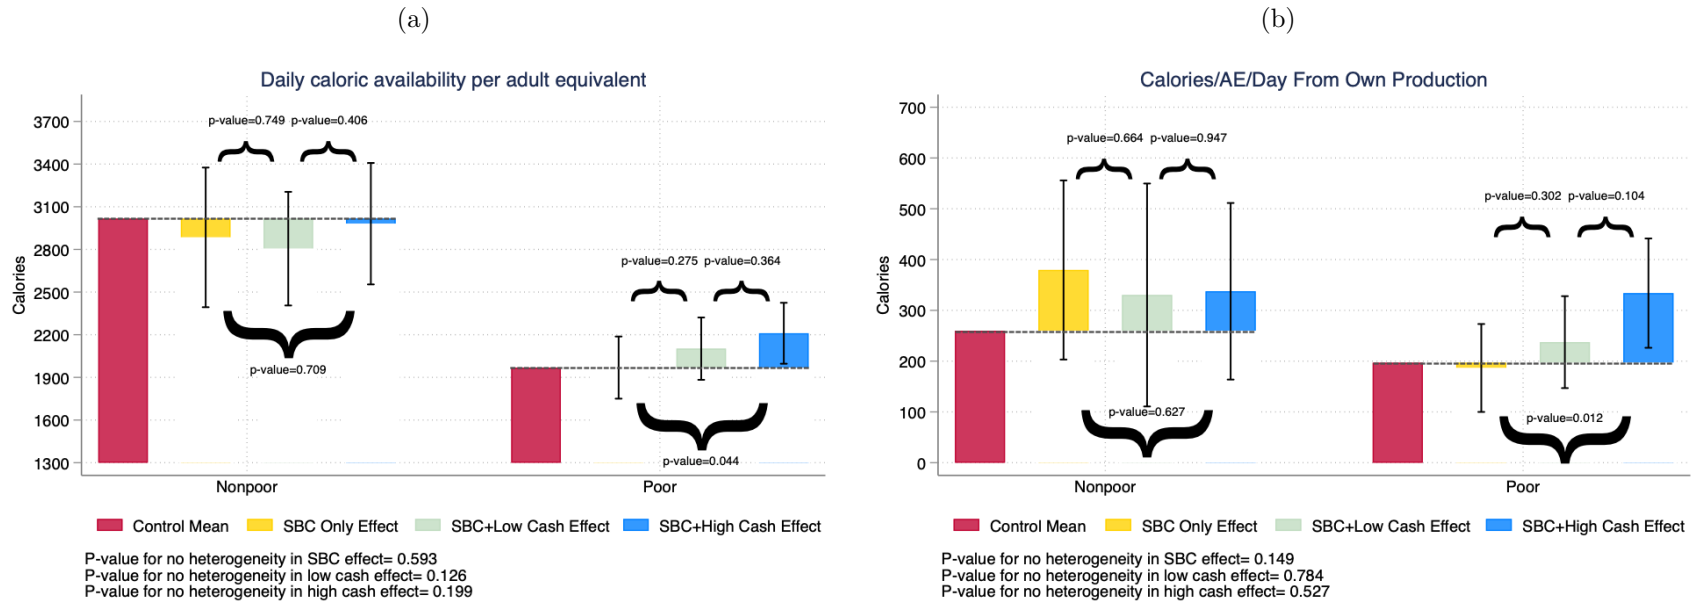 (a)
Daily caloric availability per adult equivalent
3700
3400
3100
2800
2500
2200
1900
1600
1300
Calories
p-value=0.749 p-value=0.406
p-value=0.709
p-value=0.275 p-value=0.364
p-value=0.044
Nonpoor Poor
Control Mean SBC Only Effect SBC+Low Cash Effect SBC+High Cash Effect
P-value for no heterogeneity in SBC effect= 0.593
P-value for no heterogeneity in low cash effect= 0.126
P-value for no heterogeneity in high cash effect= 0.199
(b)
Calories/AE/Day From Own Production
700
600
500
400
300
200
100
0
Calories
p-value=0.664 p-value=0.947
p-value=0.627
p-value=0.302 p-value=0.104
p-value=0.012
Nonpoor Poor
Control Mean SBC Only Effect SBC+Low Cash Effect SBC+High Cash Effect
P-value for no heterogeneity in SBC effect= 0.149
P-value for no heterogeneity in low cash effect= 0.784
P-value for no heterogeneity in high cash effect= 0.527